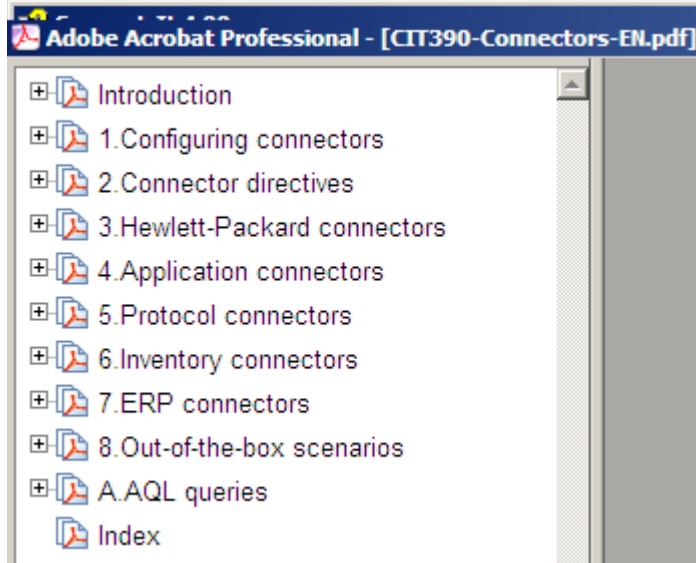 Adobe Acrobat Professional - [CIT390-Connectors-EN.pdf]
Introduction
1.Configuring connectors
2.Connector directives
3.Hewlett-Packard connectors
4.Application connectors
5.Protocol connectors
6.Inventory connectors
7.ERP connectors
8.Out-of-the-box scenarios
A.AQL queries
Index